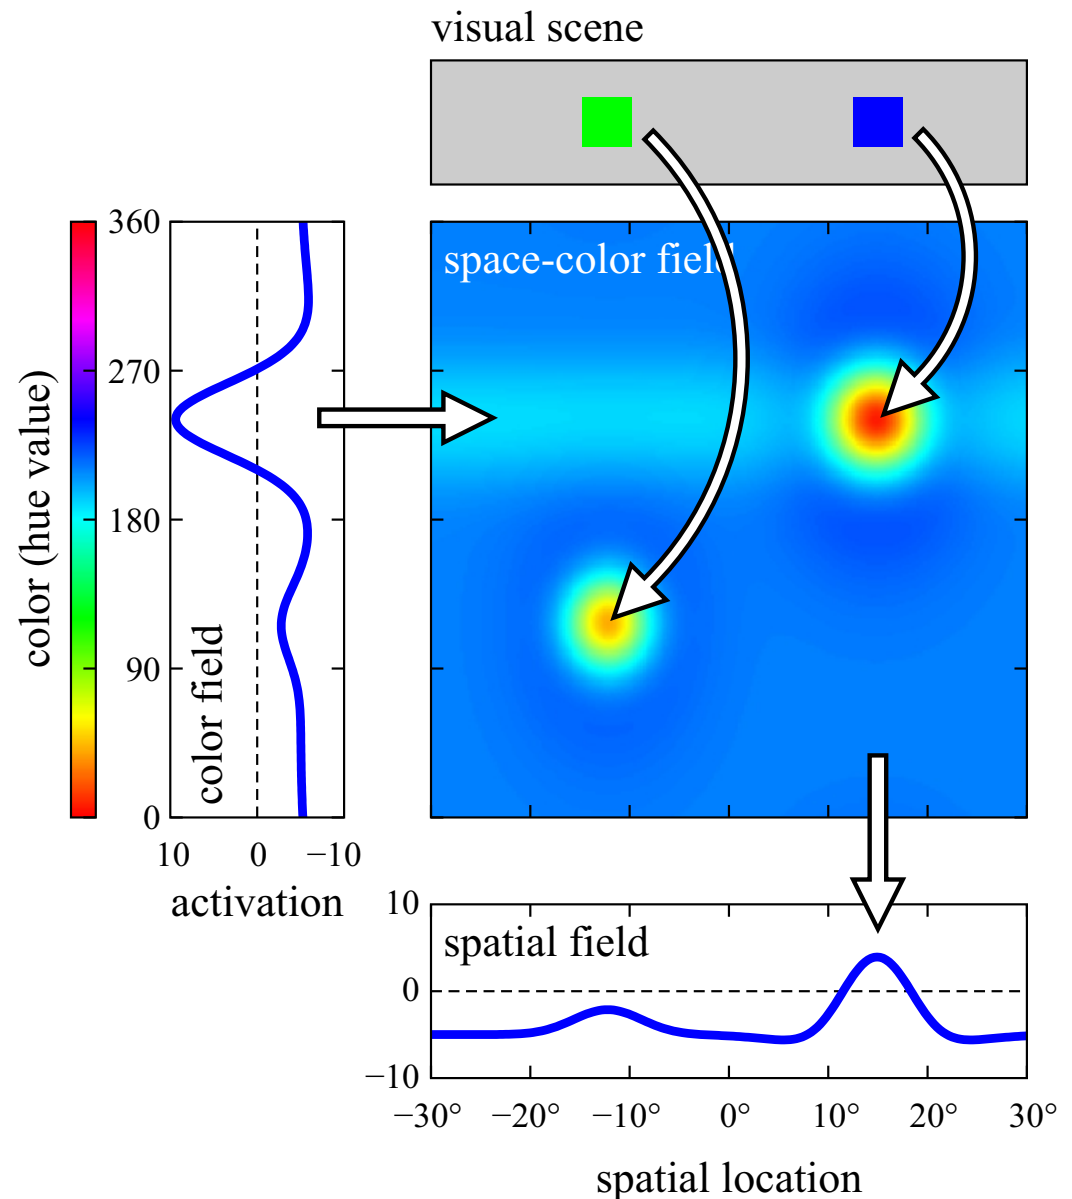 visual scene
space-color field
color (hue value)
360
270
180
90
0
color field
10 0 −10
activation
10
0
−10
spatial field
−30° −20° −10° 0° 10° 20° 30°
spatial location